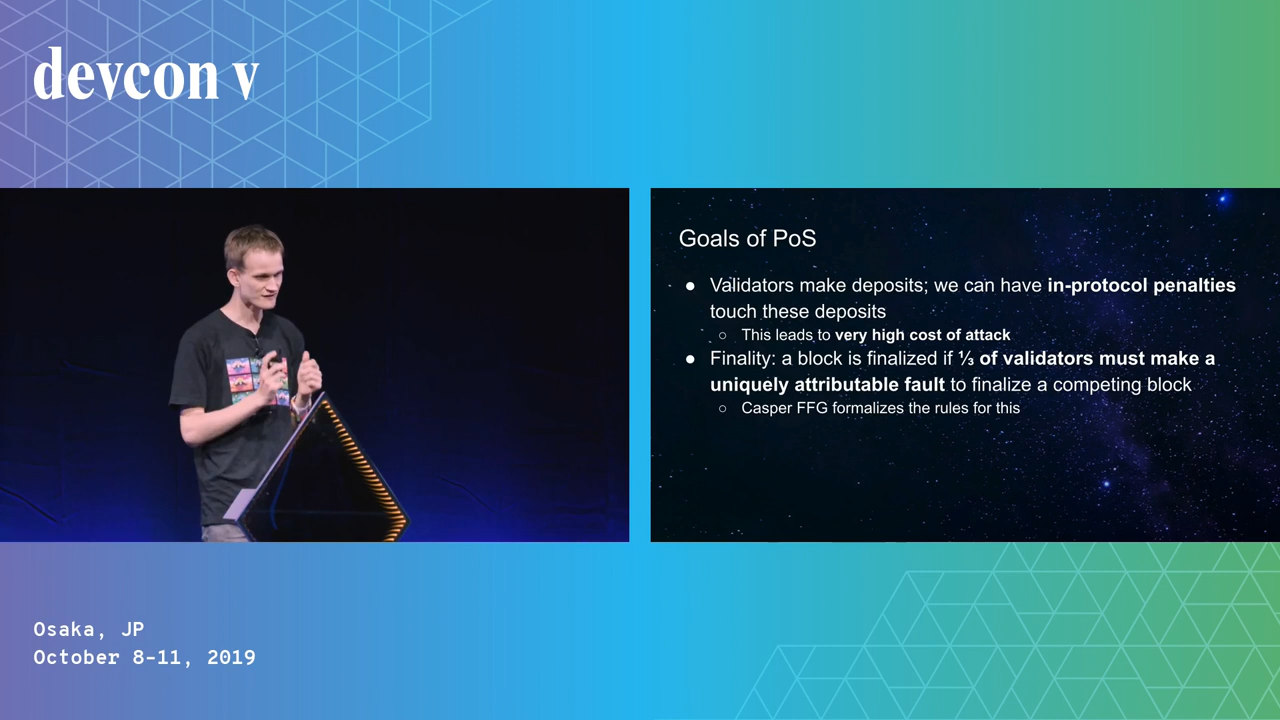 devcon v
Goals of PoS
● Validators make deposits; we can have in-protocol penalties
touch these deposits
○ This leads to very high cost of attack
● Finality: a block is finalized if ⅓ of validators must make a
uniquely attributable fault to finalize a competing block
○ Casper FFG formalizes the rules for this
Osaka, JP
October 8-11, 2019